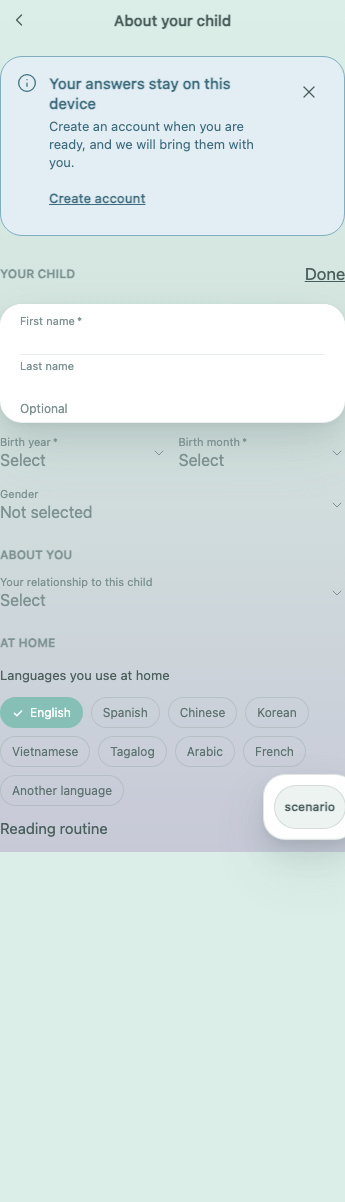 About your child
Your answers stay on this
device
Create an account when you are
ready, and we will bring them with
you.
Create account
YOUR CHILD
Done
First name *
Last name
Optional
Birth year *
Birth month *
Select
Select
Gender
Not selected
ABOUT YOU
Your relationship to this child
Select
AT HOME
Languages you use at home
English
Spanish
Chinese
Korean
Vietnamese
Tagalog
Arabic
French
Another language
scenario
Reading routine